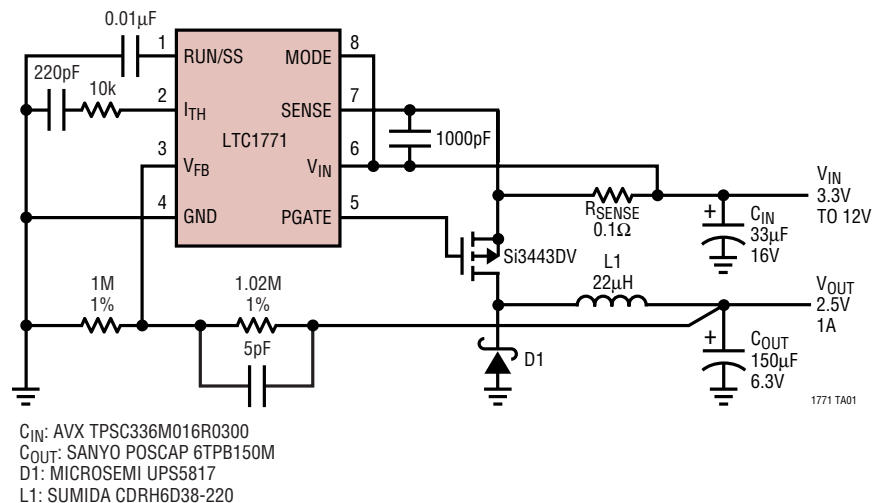 0.01µF
1
RUN/SS
MODE
8
220pF
10k
2
ITH
SENSE
7
1000pF
LTC1771
3
VFB
VIN
6
4
GND
PGATE
5
RSENSE
0.1Ω
VIN
3.3V
TO 12V
+
CIN
33µF
16V
Si3443DV
L1
22µH
VOUT
2.5V
1A
1M
1%
1.02M
1%
5pF
D1
+
COUT
150µF
6.3V
1771 TA01
CIN: AVX TPSC336M016R0300
COUT: SANYO POSCAP 6TPB150M
D1: MICROSEMI UPS5817
L1: SUMIDA CDRH6D38-220